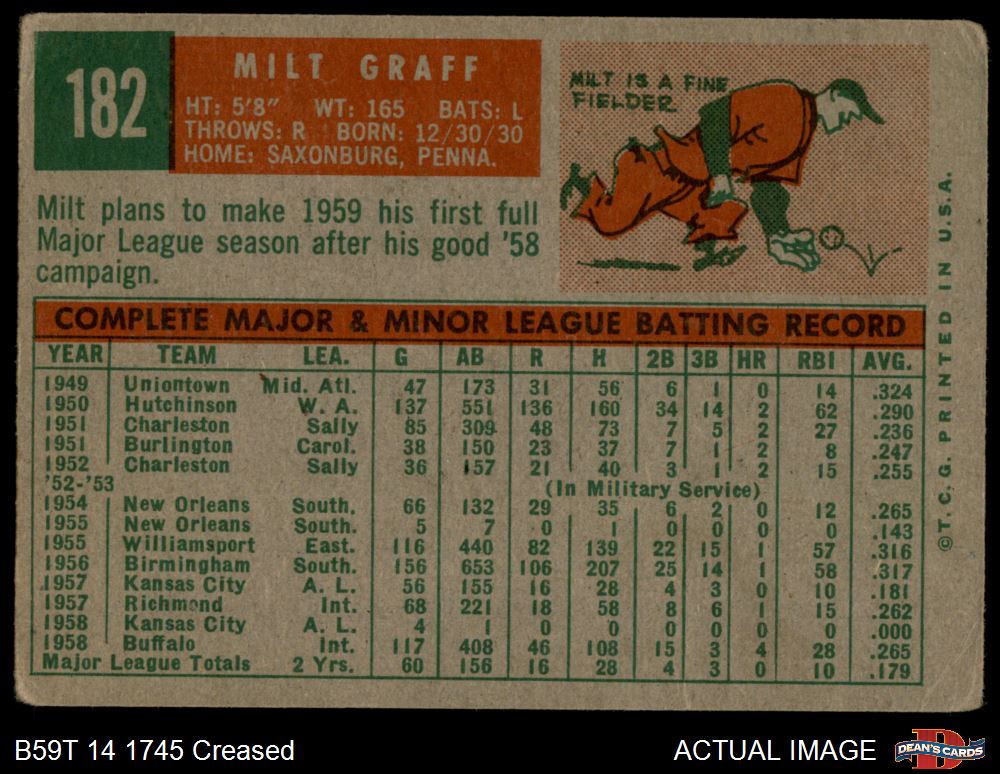 182
MILT GRAFF
HT: 5'8" WT: 165 BATS: L
THROWS: R BORN: 12/30/30
HOME: SAXONBURG, PENNA.
MILT IS A FINE
FIELDER
Milt plans to make 1959 his first full
Major League season after his good '58
campaign.
COMPLETE MAJOR & MINOR LEAGUE BATTING RECORD
YEAR TEAM LEA. G AB R H 2B 3B HR RBI AVG.
1949 Uniontown Mid. Atl. 47 173 31 56 6 1 0 14 .324
1950 Hutchinson W. A. 137 551 136 160 34 14 2 62 .290
1951 Charleston Sally 85 309 48 73 7 5 2 27 .236
1951 Burlington Carol. 38 150 23 37 7 1 2 8 .247
1952 Charleston Sally 36 157 21 40 3 1 2 15 .255
'52-'53 (In Military Service)
1954 New Orleans South. 66 132 29 35 6 2 0 12 .265
1955 New Orleans South. 5 7 0 1 0 0 0 0 .143
1955 Williamsport East. 116 440 82 139 22 15 1 57 .316
1956 Birmingham South. 156 653 106 207 25 14 1 58 .317
1957 Kansas City A. L. 56 155 16 28 4 3 0 10 .181
1957 Richmond Int. 68 221 18 58 8 6 1 15 .262
1958 Kansas City A. L. 4 1 0 0 0 0 0 0 .000
1958 Buffalo Int. 117 408 46 108 15 3 4 28 .265
Major League Totals 2 Yrs. 60 156 16 28 4 3 0 10 .179
©T. C. G. PRINTED IN U.S.A.
B59T 14 1745 Creased
ACTUAL IMAGE
D
DEAN'S CARDS